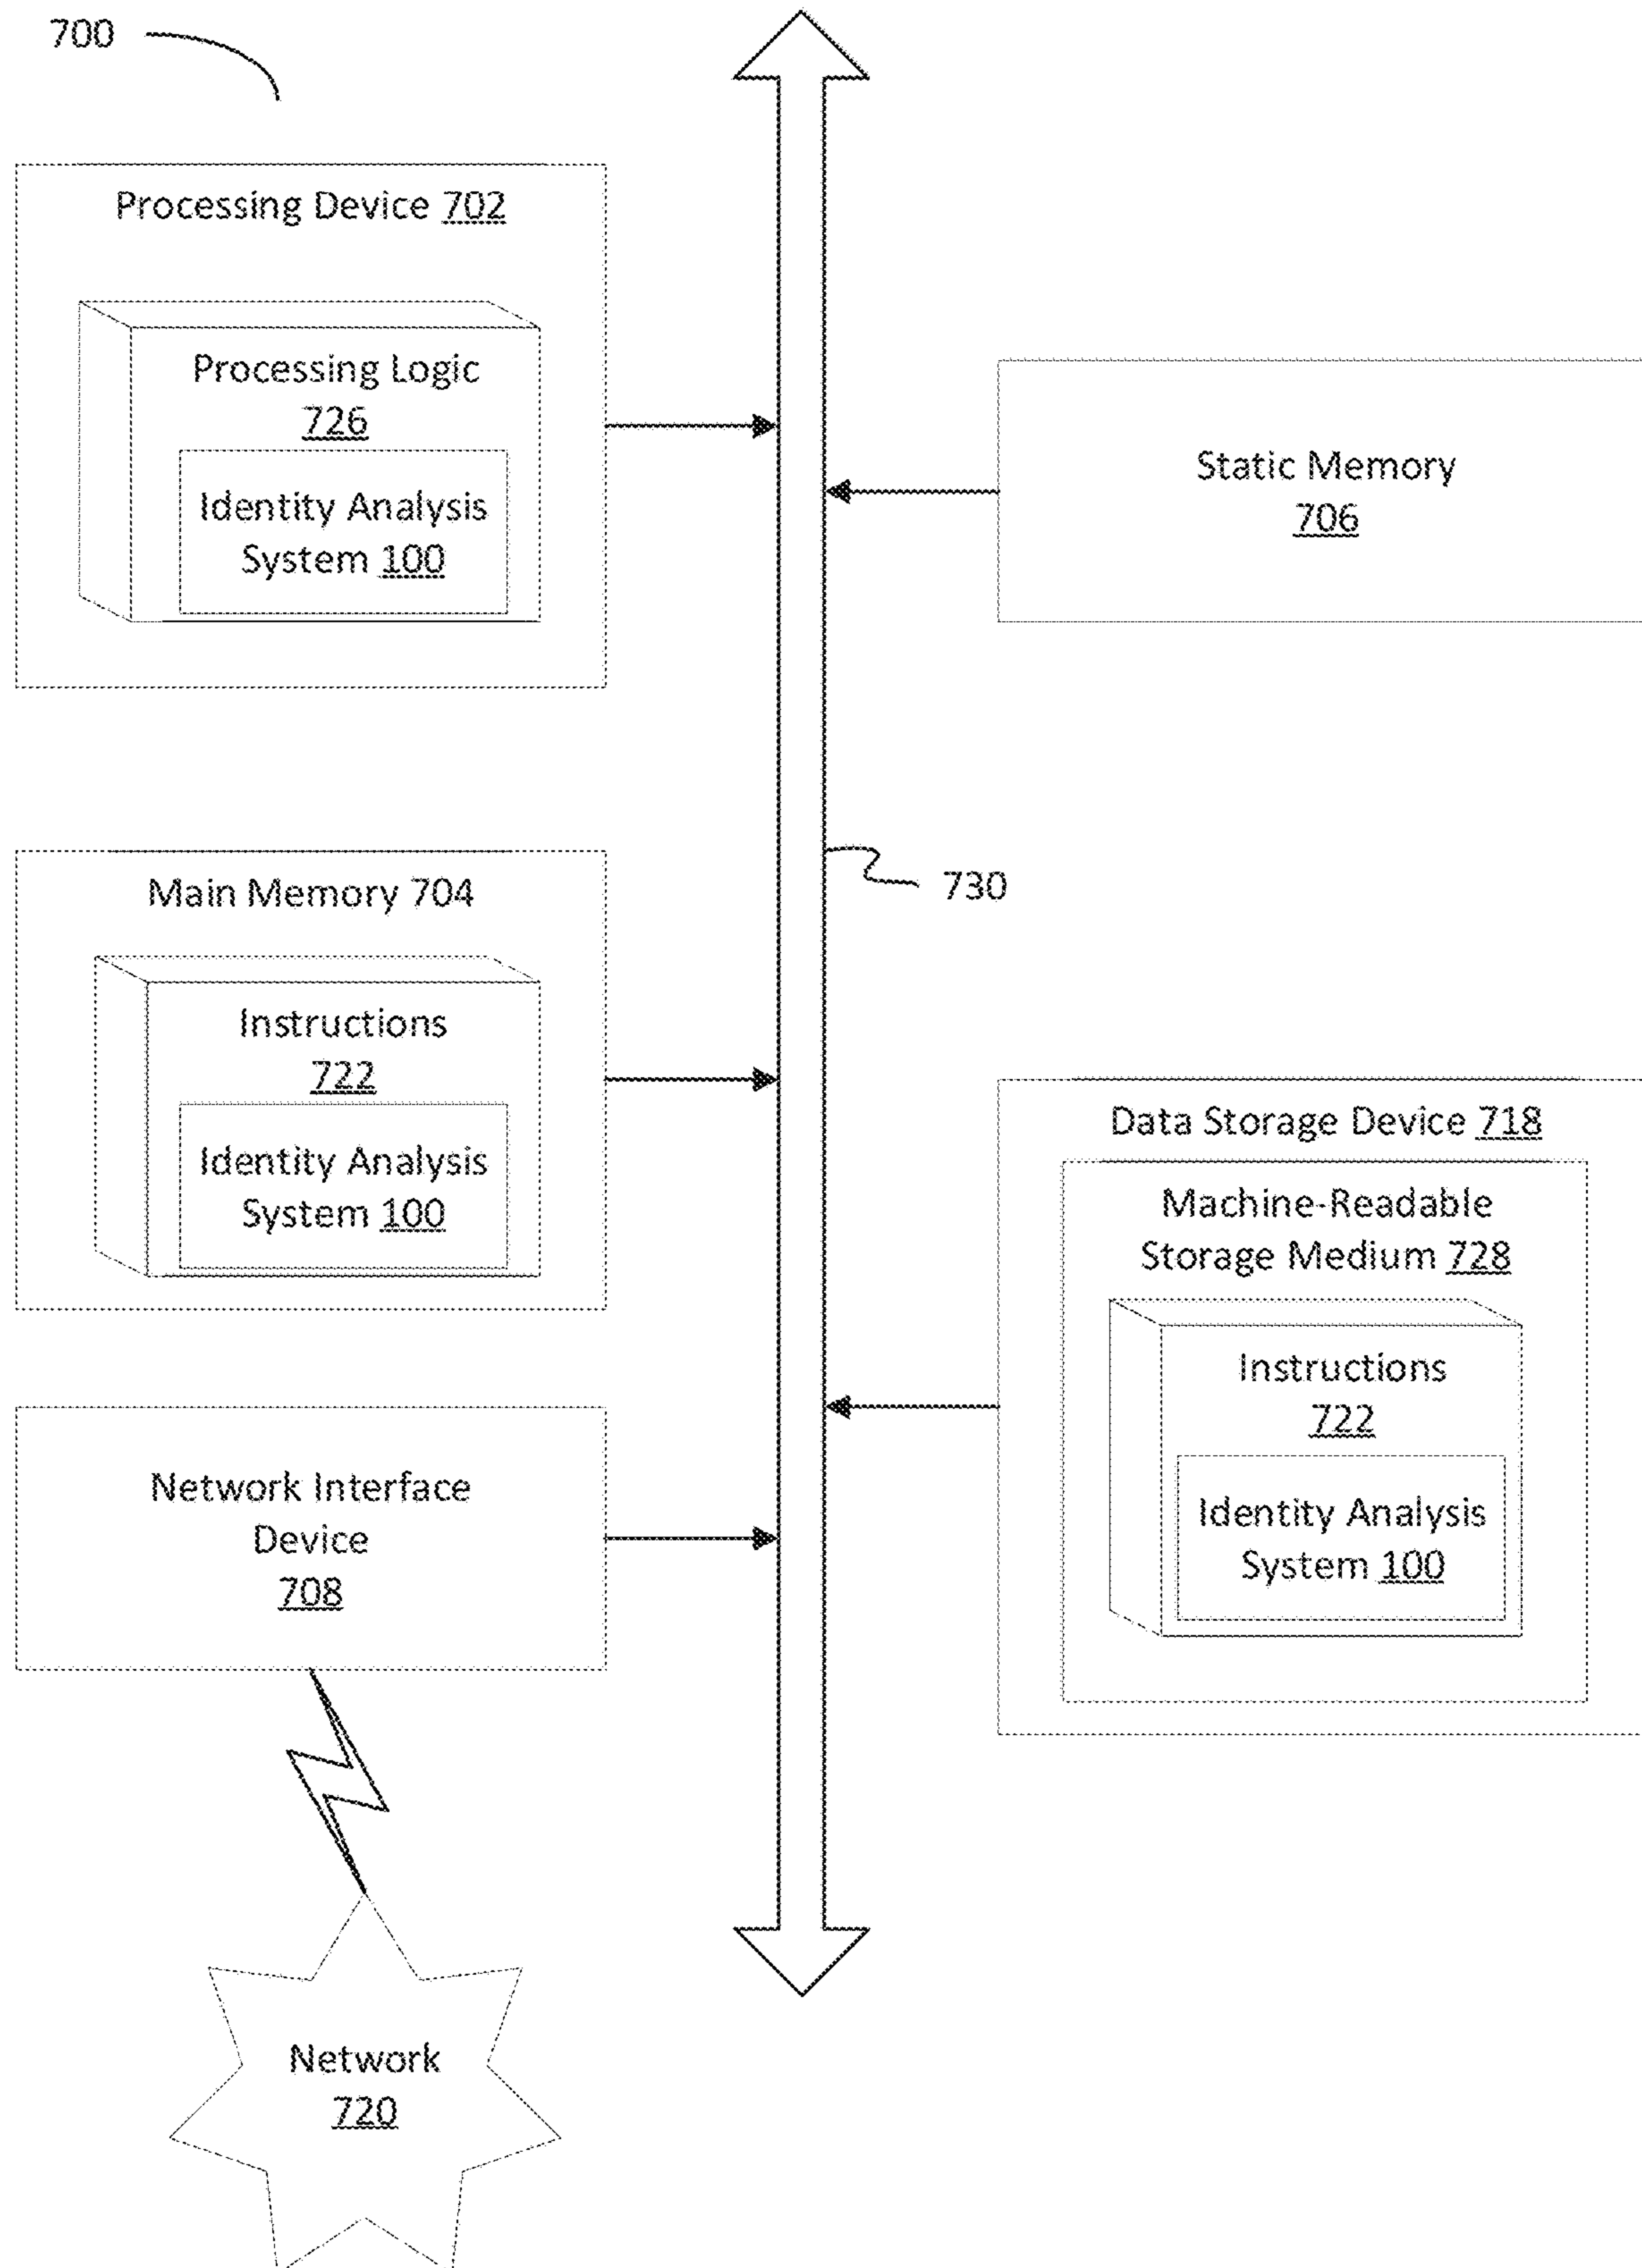 700
Processing Device 702
Processing Logic
726
Identity Analysis
System 100
Static Memory
706
Main Memory 704
730
Instructions
722
Identity Analysis
System 100
Data Storage Device 718
Machine-Readable
Storage Medium 728
Instructions
722
Identity Analysis
System 100
Network Interface
Device
708
Network
720